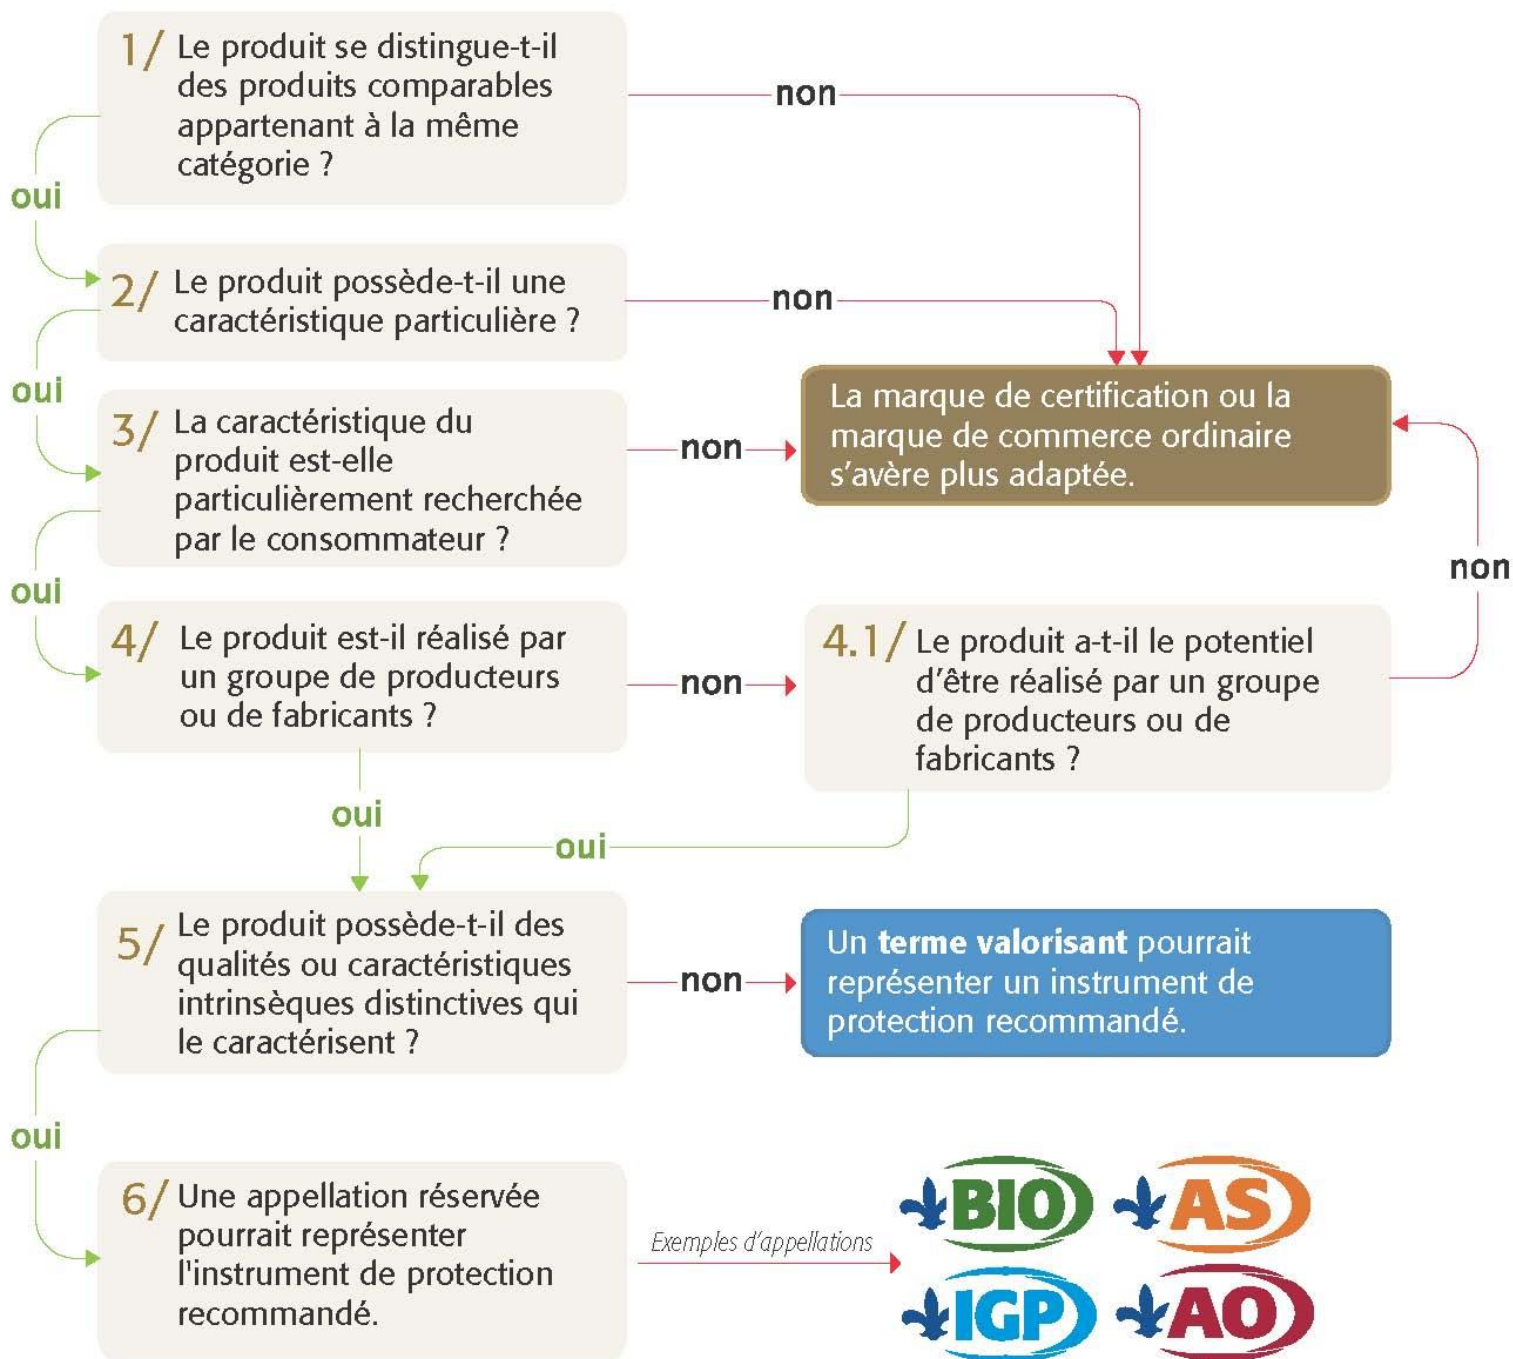 1/ Le produit se distingue-t-il
des produits comparables
appartenant à la même
catégorie ?
non
oui
2/ Le produit possède-t-il une
caractéristique particulière ?
non
oui
La marque de certification ou la
marque de commerce ordinaire
s'avère plus adaptée.
3/ La caractéristique du
produit est-elle
particulièrement recherchée
par le consommateur ?
non
non
oui
4/ Le produit est-il réalisé par
un groupe de producteurs
ou de fabricants ?
non
4.1/ Le produit a-t-il le potentiel
d'être réalisé par un groupe
de producteurs ou de
fabricants ?
oui
oui
5/ Le produit possède-t-il des
qualités ou caractéristiques
intrinsèques distinctives qui
le caractérisent ?
non
Un terme valorisant pourrait
représenter un instrument de
protection recommandé.
oui
6/ Une appellation réservée
pourrait représenter
l'instrument de protection
recommandé.
Exemples d'appellations
BIO
AS
IGP
AO